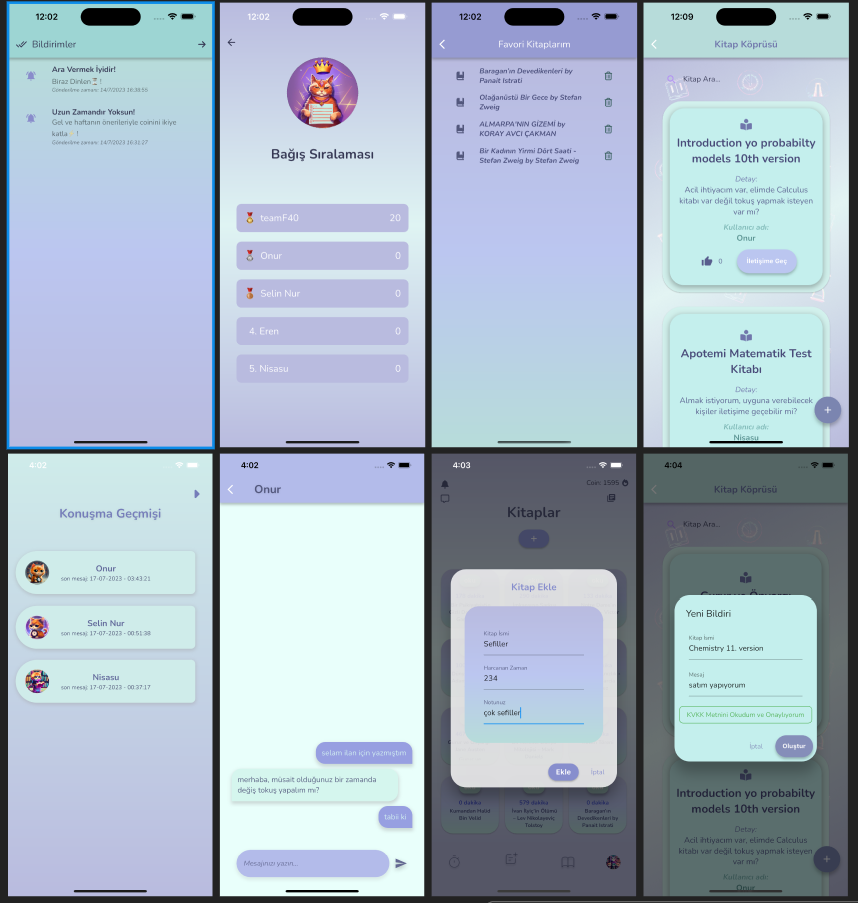 12:02
Bildirimler
Ara Vermek İyidir!
Biraz Dinlen⏳!
Gönderilme zamanı: 14/7/2023 16:36:55
Uzun Zamandır Yoksun!
Gel ve haftanın önerileriyle coinini ikiye
katla !
Gönderilme zamanı: 14/7/2023 16:31:27
12:02
Bağış Sıralaması
🥇 teamF40 20
🥈 Onur 0
🥉 Selin Nur 0
4. Eren 0
5. Nisasu 0
12:02
Favori Kitaplarım
Baragan'ın Devedikenleri by
Panait Istrati
Olağanüstü Bir Gece by Stefan
Zweig
ALMARPA'NIN GİZEMİ by
KORAY AVCI ÇAKMAN
Bir Kadının Yirmi Dört Saati -
Stefan Zweig by Stefan Zweig
12:09
Kitap Köprüsü
Kitap Ara...
Introduction yo probabilty
models 10th version
Detay:
Acil ihtiyacım var, elimde Calculus
kitabı var değil tokuş yapmak isteyen
var mı?
Kullanıcı adı:
Onur
0
İletişime Geç
Apotemi Matematik Test
Kitabı
Detay:
Almak istiyorum, uyguna verebilecek
kişiler iletişime geçebilir mi?
Kullanıcı adı:
Nisasu
+
4:02
Konuşma Geçmişi
Onur
son mesaj: 17-07-2023 - 03:43:21
Selin Nur
son mesaj: 17-07-2023 - 00:51:38
Nisasu
son mesaj: 17-07-2023 - 00:37:17
4:02
Onur
selam ilan için yazmıştım
merhaba, müsait olduğunuz bir zamanda
değiş tokuş yapalım mı?
tabii ki
Mesajınızı yazın...
4:03
Coin: 1595
Kitaplar
+
Kitap Ekle
Kitap İsmi
Sefiller
Harcanan Zaman
234
Notunuz
çok sefiller
Ekle
İptal
0 dakika
Kumandan Halat
Bin Velid
579 dakika
İvan İlyiç'in Ölümü
- Lev Nikolayeviç
Tolstoy
0 dakika
Baragan'ın
Devedikenleri by
Panait Istrati
4:04
Kitap Köprüsü
Kitap Ara...
Yeni Bildiri
Kitap İsmi
Chemistry 11. version
Mesaj
satım yapıyorum
KVKK Metnini Okudum ve Onaylıyorum
İptal
Oluştur
Introduction yo probabilty
models 10th version
Detay:
Acil ihtiyacım var, elimde Calculus
kitabı var değil tokuş yapmak isteyen
var mı?
Kullanıcı adı:
Onur
+